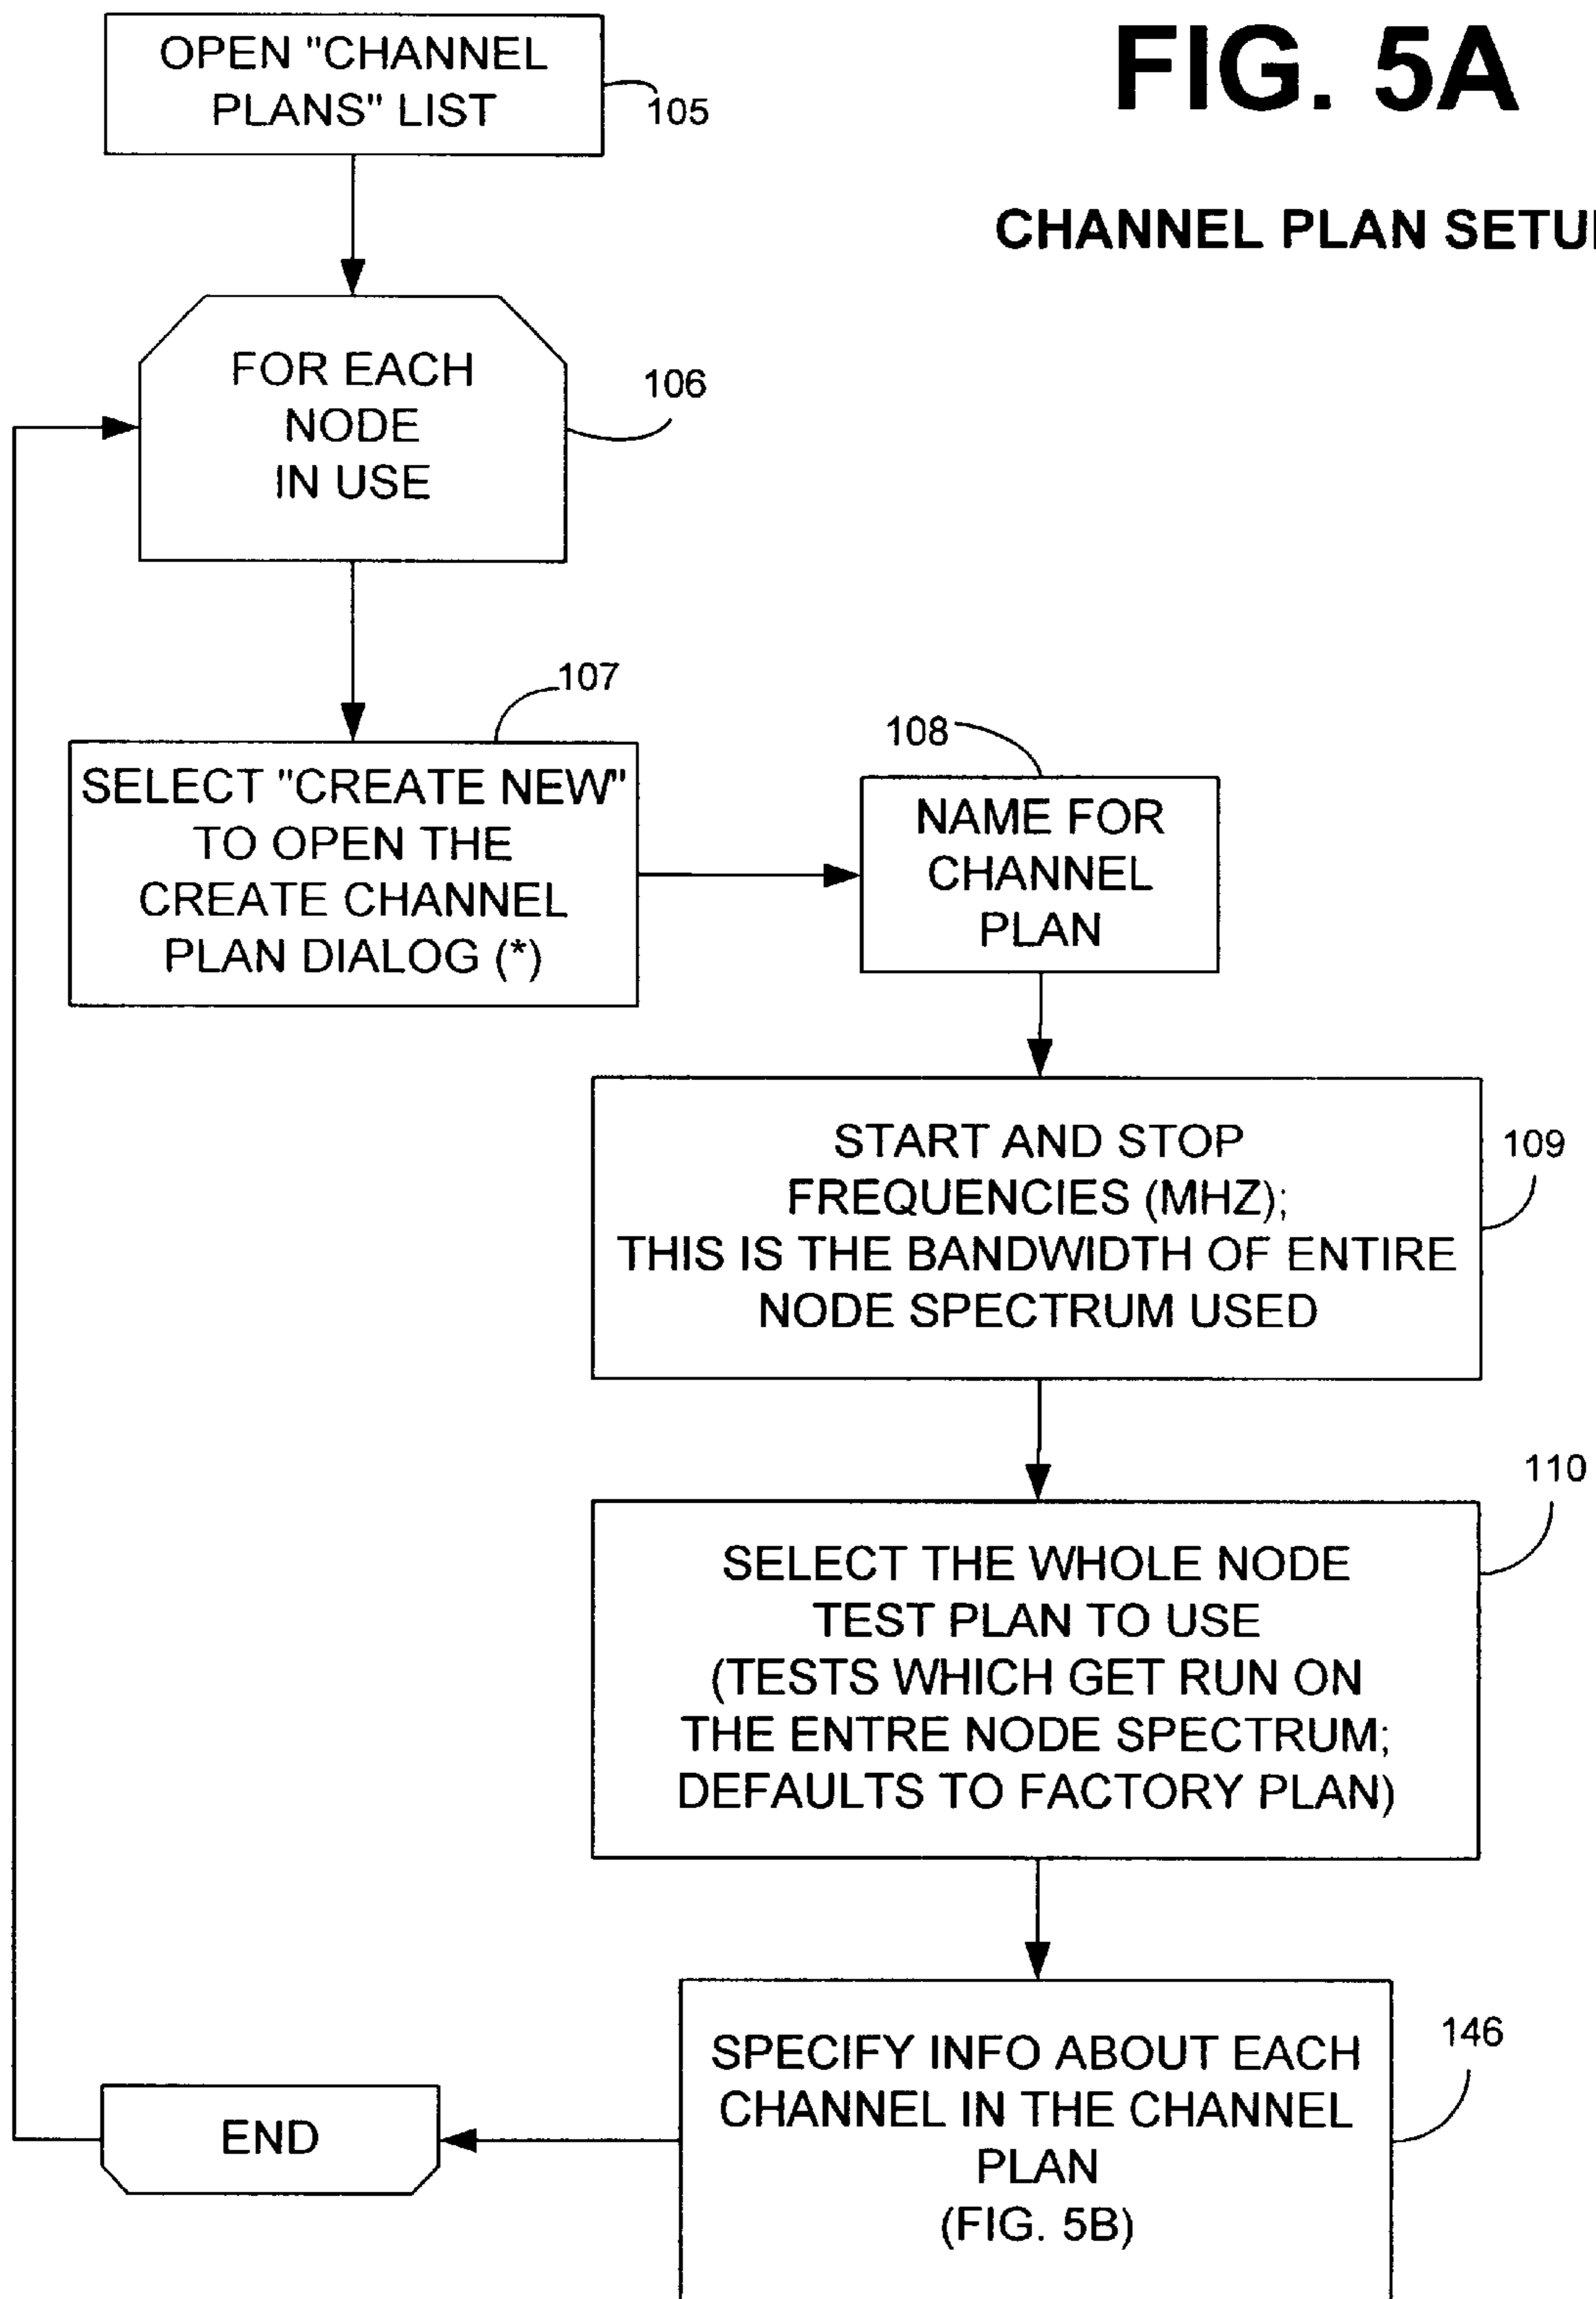 FIG. 5A
CHANNEL PLAN SETU
OPEN "CHANNEL
PLANS" LIST
105
FOR EACH
NODE
IN USE
106
107
SELECT "CREATE NEW"
TO OPEN THE
CREATE CHANNEL
PLAN DIALOG (*)
108
NAME FOR
CHANNEL
PLAN
START AND STOP
FREQUENCIES (MHZ);
THIS IS THE BANDWIDTH OF ENTIRE
NODE SPECTRUM USED
109
110
SELECT THE WHOLE NODE
TEST PLAN TO USE
(TESTS WHICH GET RUN ON
THE ENTRE NODE SPECTRUM;
DEFAULTS TO FACTORY PLAN)
146
SPECIFY INFO ABOUT EACH
CHANNEL IN THE CHANNEL
PLAN
(FIG. 5B)
END